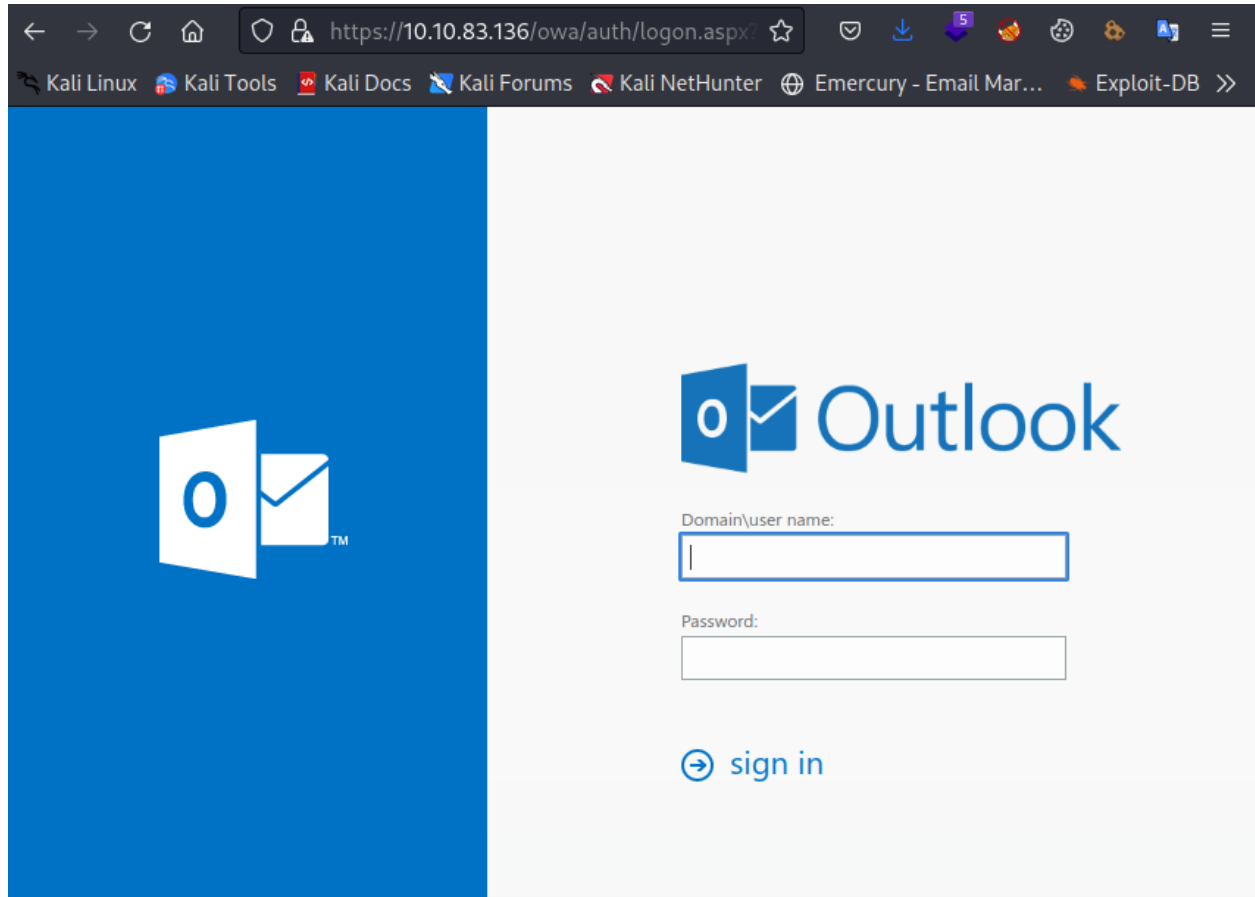 https://10.10.83.136/owa/auth/logon.aspx?
5
Kali Linux Kali Tools Kali Docs Kali Forums Kali NetHunter Emercury - Email Mar... Exploit-DB
Outlook
TM
Domain\user name:
Password:
sign in